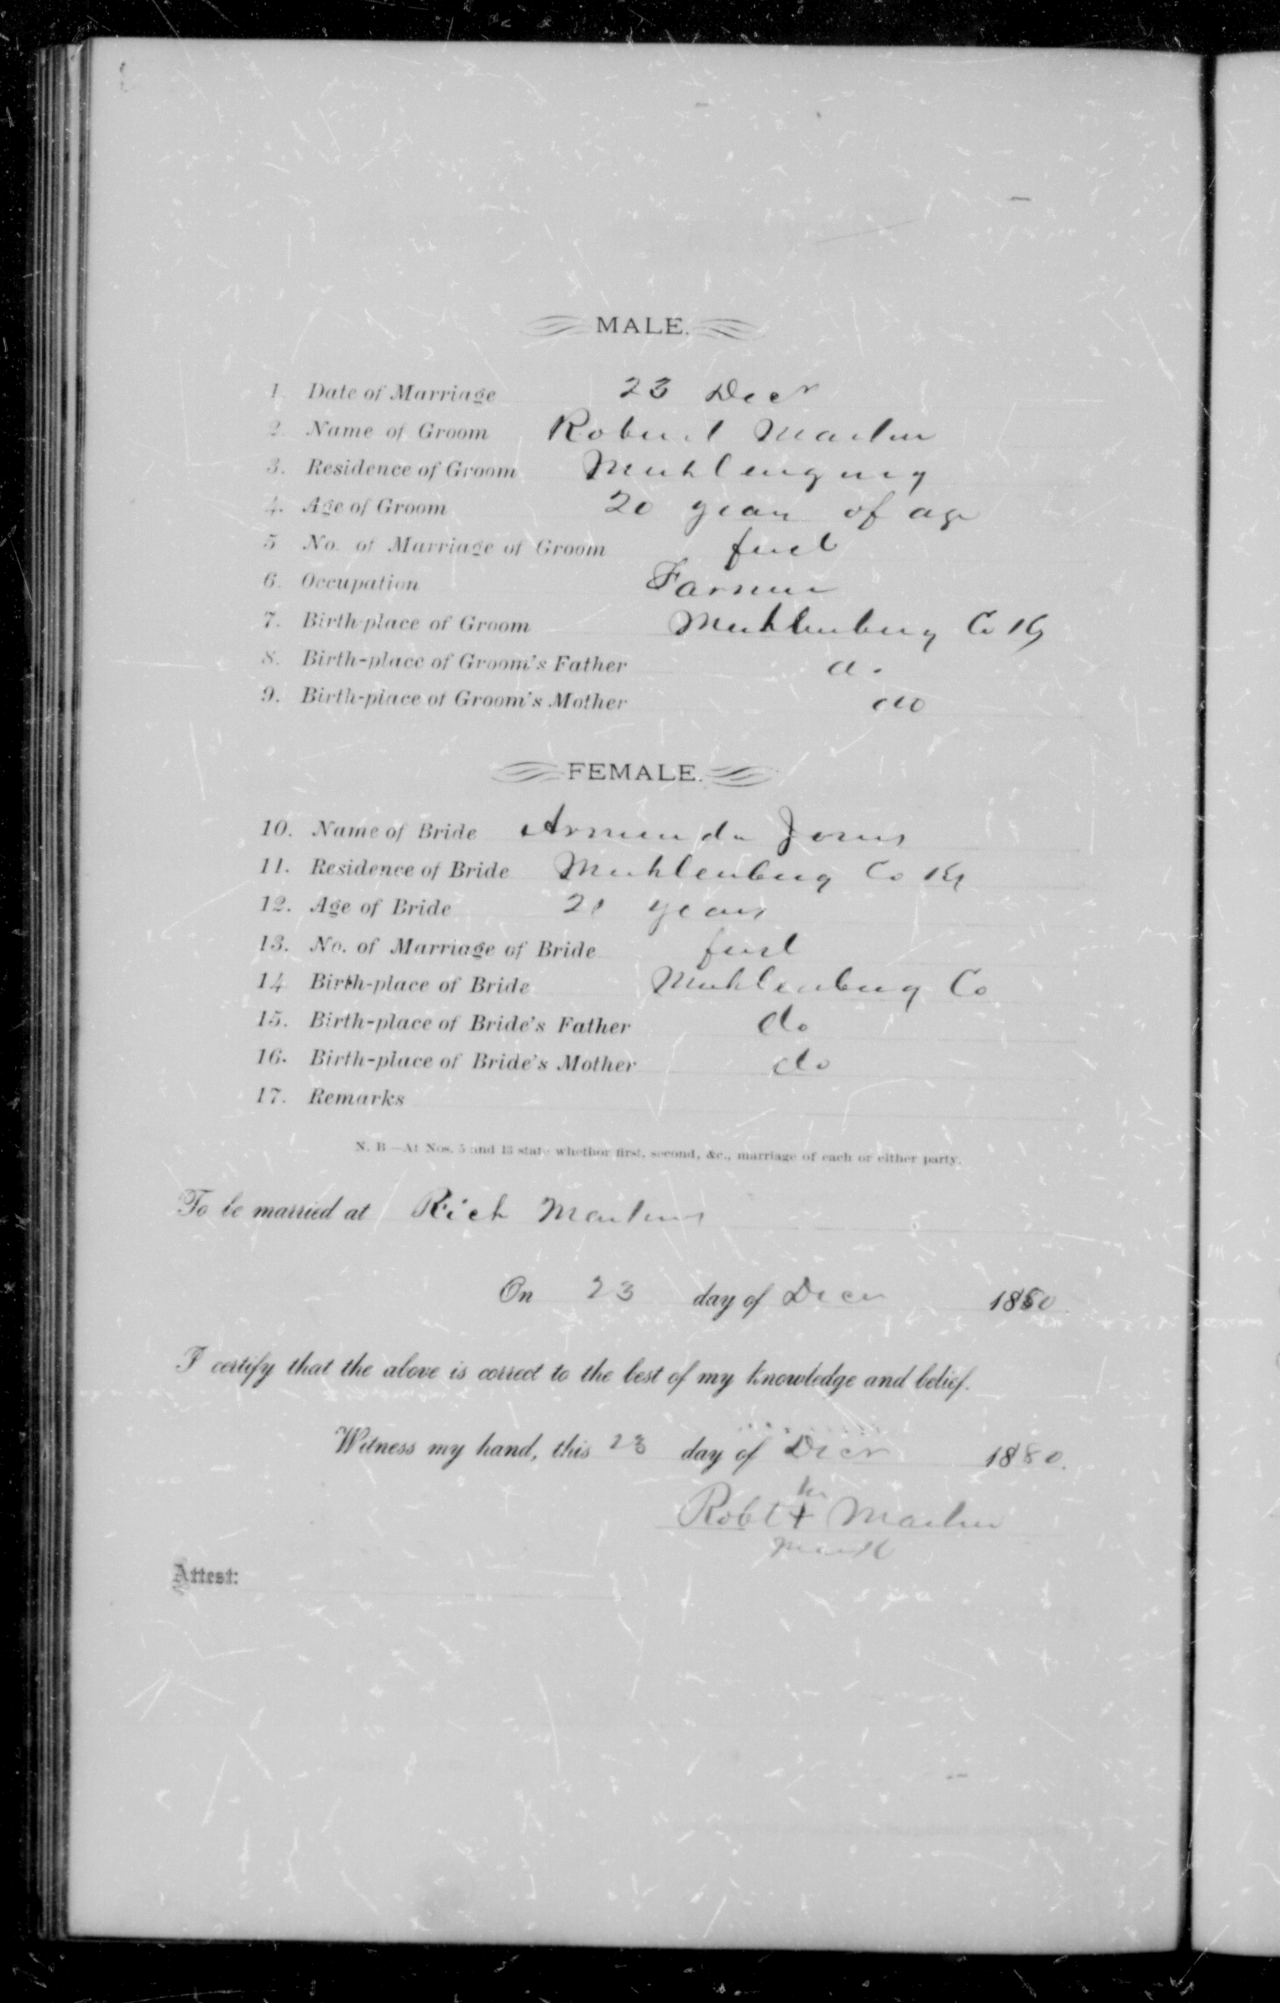 MALE.
1. Date of Marriage 23 Decr
2. Name of Groom Robert Martin
3. Residence of Groom
4. Age of Groom 20 years of age
5 No. of Marriage of Groom first
6. Occupation Farmer
7. Birth-place of Groom Muhlenburg Co Ky
8. Birth-place of Groom's Father do
9. Birth-place of Groom's Mother do
FEMALE.
10. Name of Bride Arminda Jones
11. Residence of Bride Muhlenburg Co Ky
12. Age of Bride 21 years
13. No. of Marriage of Bride first
14 Birth-place of Bride Muhlenburg Co
15. Birth-place of Bride's Father do
16. Birth-place of Bride's Mother do
17. Remarks
N. B.—At Nos. 5 and 13 state whether first, second, &c., marriage of each or either party.
To be married at Rich Martins
On 23 day of Decr 1880
I certify that the above is correct to the best of my knowledge and belief.
Witness my hand, this 23 day of Decr 1880.
his
Robt + Martin
mark
Attest: